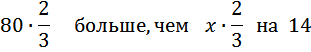 80 · 2/3 больше, чем x · 2/3 на 14